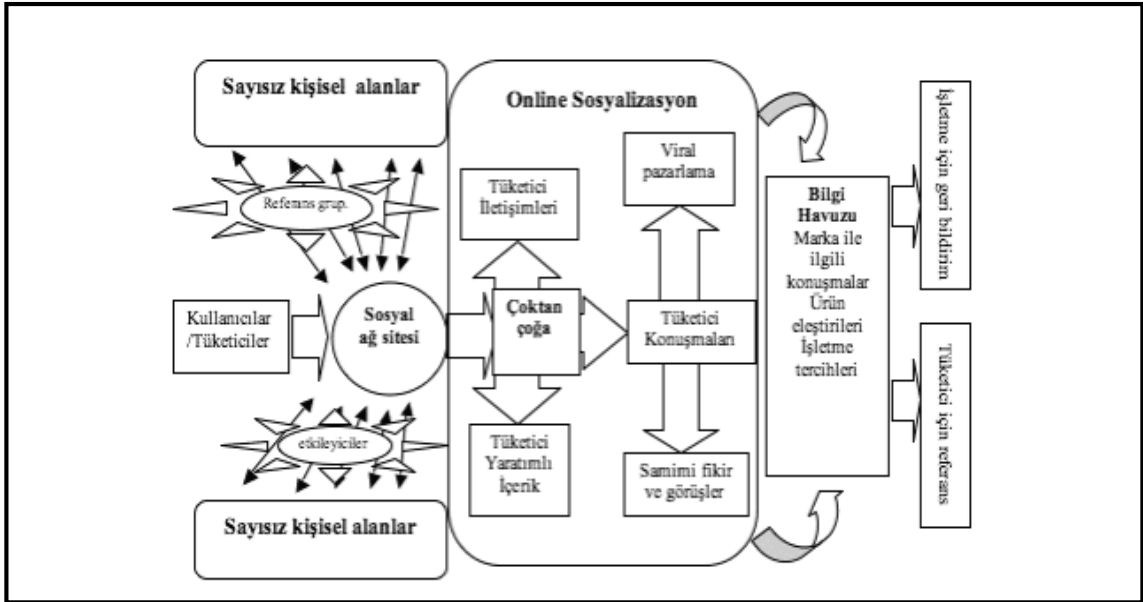 Sayısız kişisel alanlar
Referans grup.
Kullanıcılar
/Tüketiciler
Sosyal
ağ sitesi
etkileyiciler
Sayısız kişisel alanlar
Online Sosyalizasyon
Tüketici
İletişimleri
Çoktan
çoğa
Tüketici
Yaratımlı
İçerik
Viral
pazarlama
Tüketici
Konuşmaları
Samimi fikir
ve görüşler
Bilgi
Havuzu
Marka ile
ilgili
konuşmalar
Ürün
eleştirileri
İşletme
tercihleri
İşletme için geri bildirim
Tüketici için referans